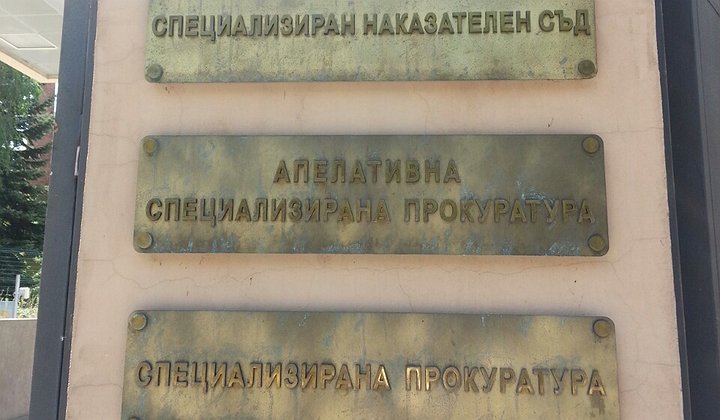 СПЕЦИАЛИЗИРАН НАКАЗАТЕЛЕН СЪД
АПЕЛАТИВНА
СПЕЦИАЛИЗИРАНА ПРОКУРАТУРА
СПЕЦИАЛИЗИРАНА ПРОКУРАТУРА